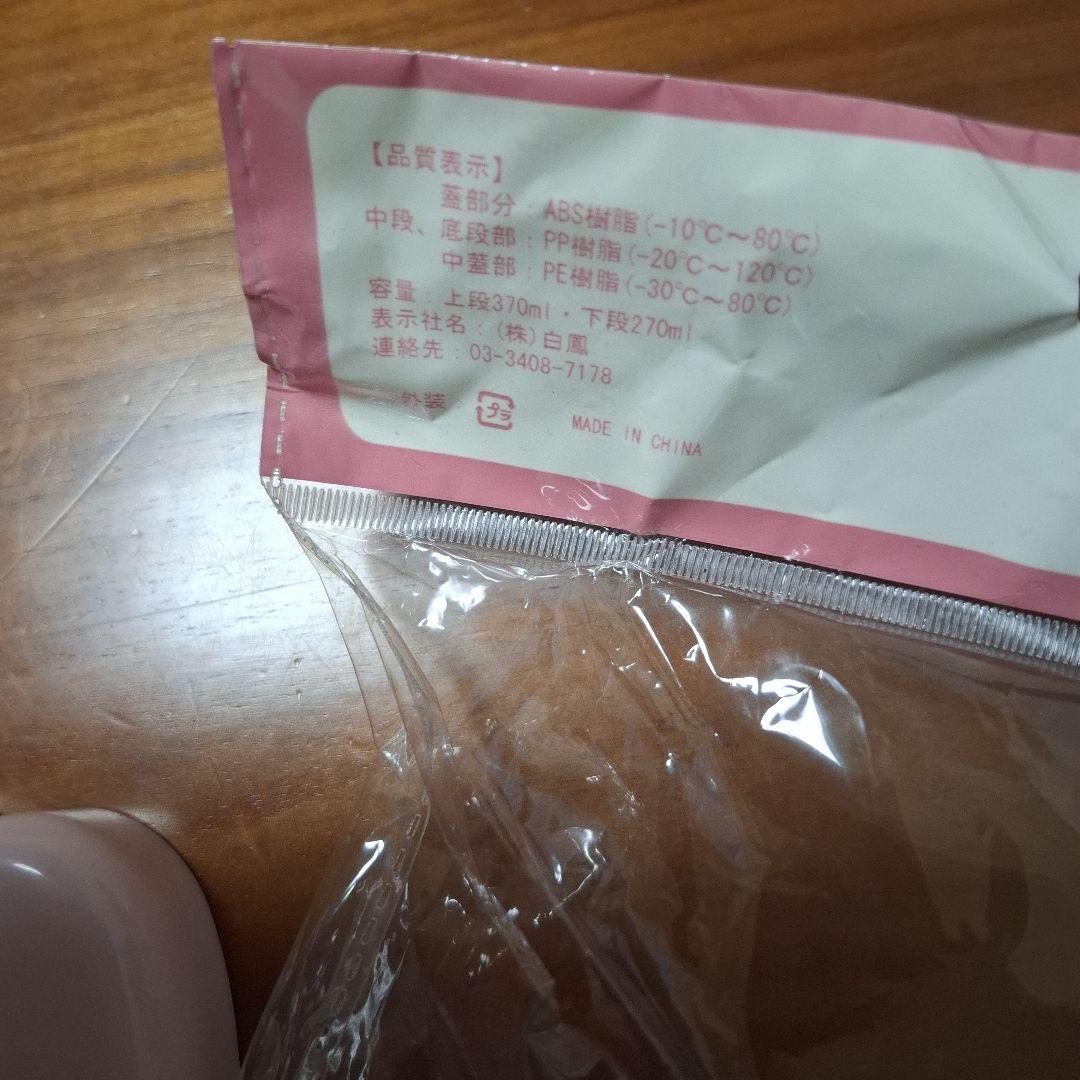 【品質表示】
蓋部分：ABS樹脂(-10℃～80℃)
中段、底段部：PP樹脂(-20℃～120℃)
中蓋部：PE樹脂(-30℃～80℃)
容量：上段370ml・下段270ml
表示社名：(株)白鳳
連絡先：03-3408-7178
外装：プラ
MADE IN CHINA